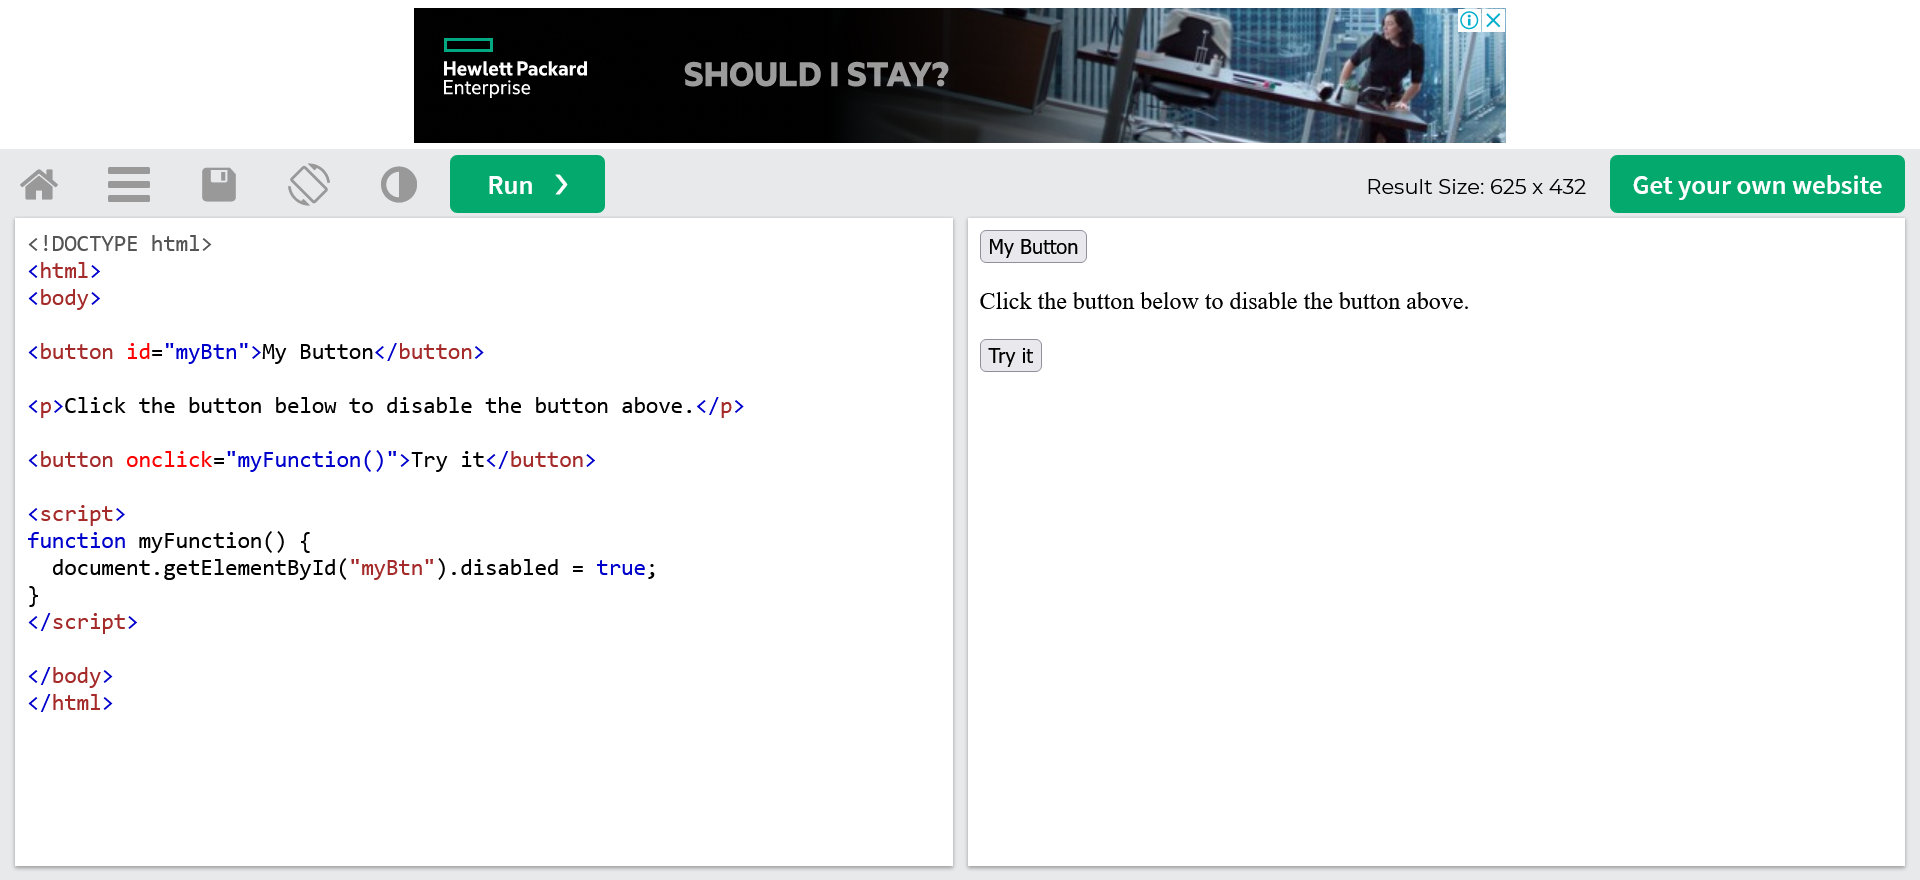 Hewlett Packard
Enterprise
SHOULD I STAY?
Run ❯
Result Size: 625 x 432
Get your own website
<!DOCTYPE html>
<html>
<body>
<button id="myBtn">My Button</button>
<p>Click the button below to disable the button above.</p>
<button onclick="myFunction()">Try it</button>
<script>
function myFunction() {
  document.getElementById("myBtn").disabled = true;
}
</script>
</body>
</html>
My Button
Click the button below to disable the button above.
Try it